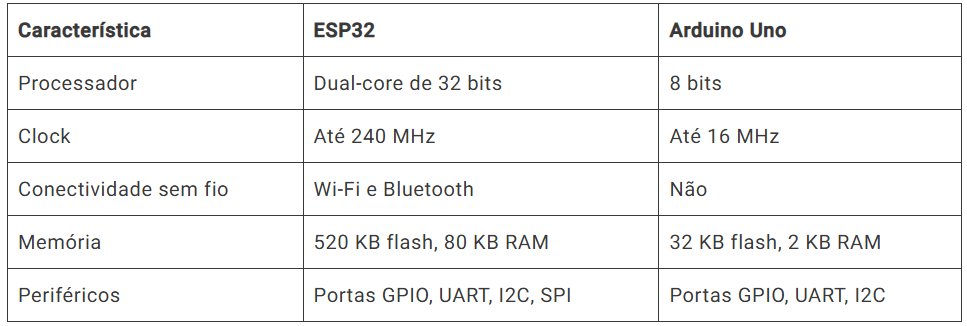 Característica ESP32 Arduino Uno
Processador Dual-core de 32 bits 8 bits
Clock Até 240 MHz Até 16 MHz
Conectividade sem fio Wi-Fi e Bluetooth Não
Memória 520 KB flash, 80 KB RAM 32 KB flash, 2 KB RAM
Periféricos Portas GPIO, UART, I2C, SPI Portas GPIO, UART, I2C